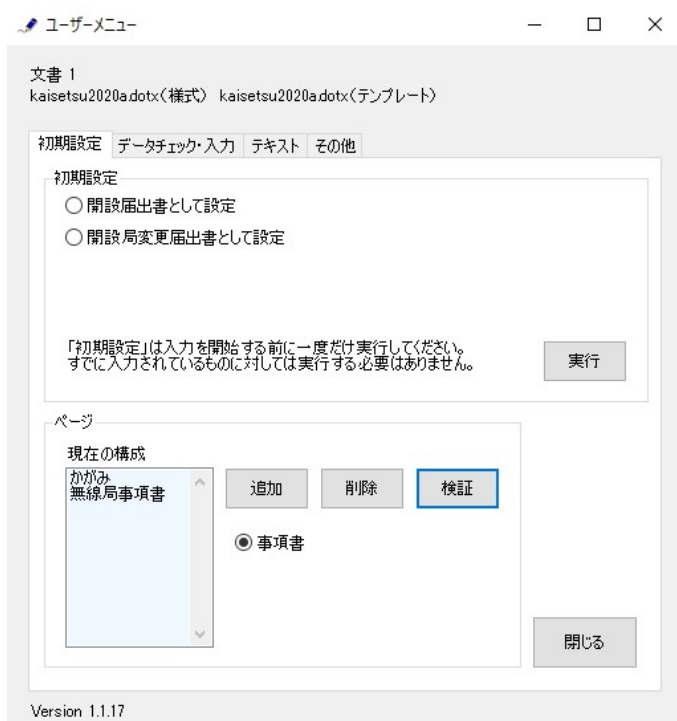 ユーザーメニュー
文書 1
kaisetsu2020a.dotx(様式) kaisetsu2020a.dotx(テンプレート)
初期設定 データチェック・入力 テキスト その他
初期設定
開設届出書として設定
開設局変更届出書として設定
「初期設定」は入力を開始する前に一度だけ実行してください。
すでに入力されているものに対しては実行する必要はありません。
実行
ページ
現在の構成
かがみ
無線局事項書
追加 削除 検証
事項書
閉じる
Version 1.1.17